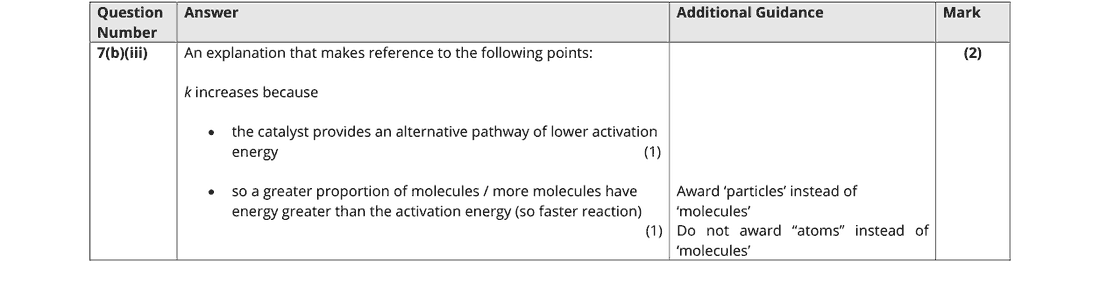 Question Number
Answer
Additional Guidance
Mark
7(b)(iii)
An explanation that makes reference to the following points:
(2)
k increases because
• the catalyst provides an alternative pathway of lower activation
energy (1)
• so a greater proportion of molecules / more molecules have
energy greater than the activation energy (so faster reaction)
(1)
Award ‘particles’ instead of
‘molecules’
Do not award “atoms” instead of
‘molecules’